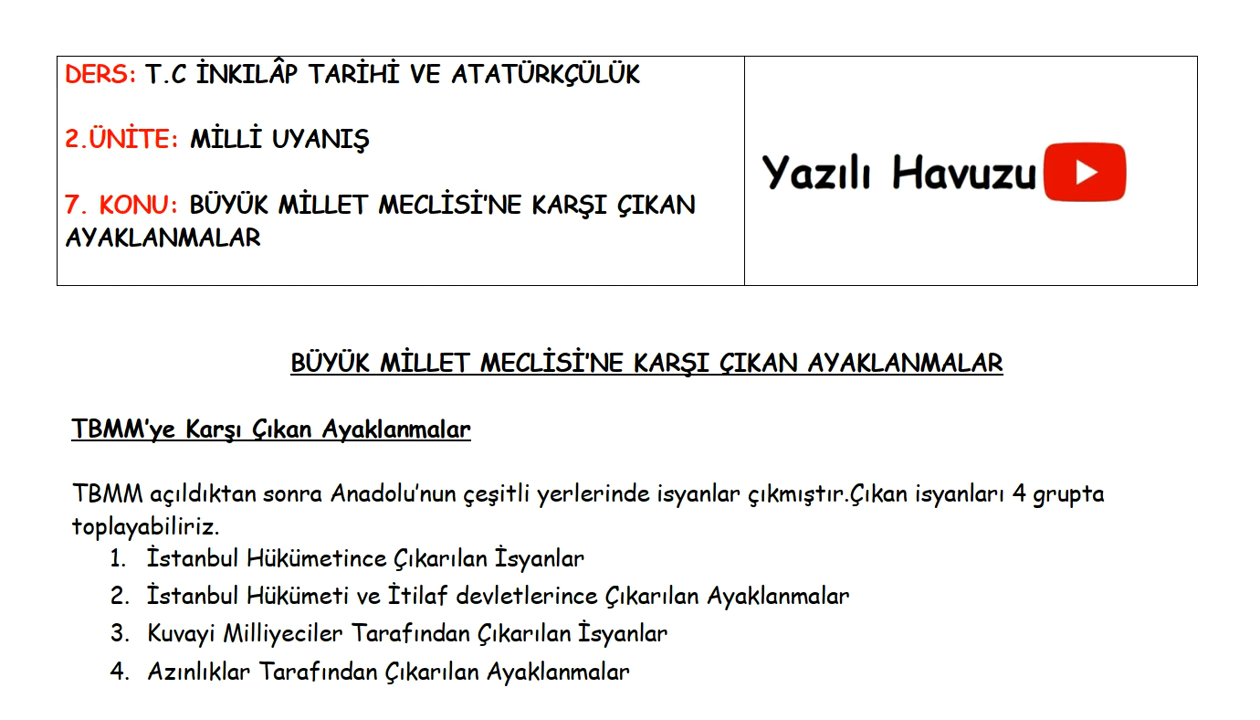 DERS: T.C İNKILÂP TARİHİ VE ATATÜRKÇÜLÜK
2.ÜNİTE: MİLLİ UYANIŞ
7. KONU: BÜYÜK MİLLET MECLİSİ’NE KARŞI ÇIKAN
AYAKLANMALAR
Yazılı Havuzu
BÜYÜK MİLLET MECLİSİ’NE KARŞI ÇIKAN AYAKLANMALAR
TBMM’ye Karşı Çıkan Ayaklanmalar
TBMM açıldıktan sonra Anadolu’nun çeşitli yerlerinde isyanlar çıkmıştır.Çıkan isyanları 4 grupta
toplayabiliriz.
1. İstanbul Hükümetince Çıkarılan İsyanlar
2. İstanbul Hükümeti ve İtilaf devletlerince Çıkarılan Ayaklanmalar
3. Kuvayi Milliyeciler Tarafından Çıkarılan İsyanlar
4. Azınlıklar Tarafından Çıkarılan Ayaklanmalar